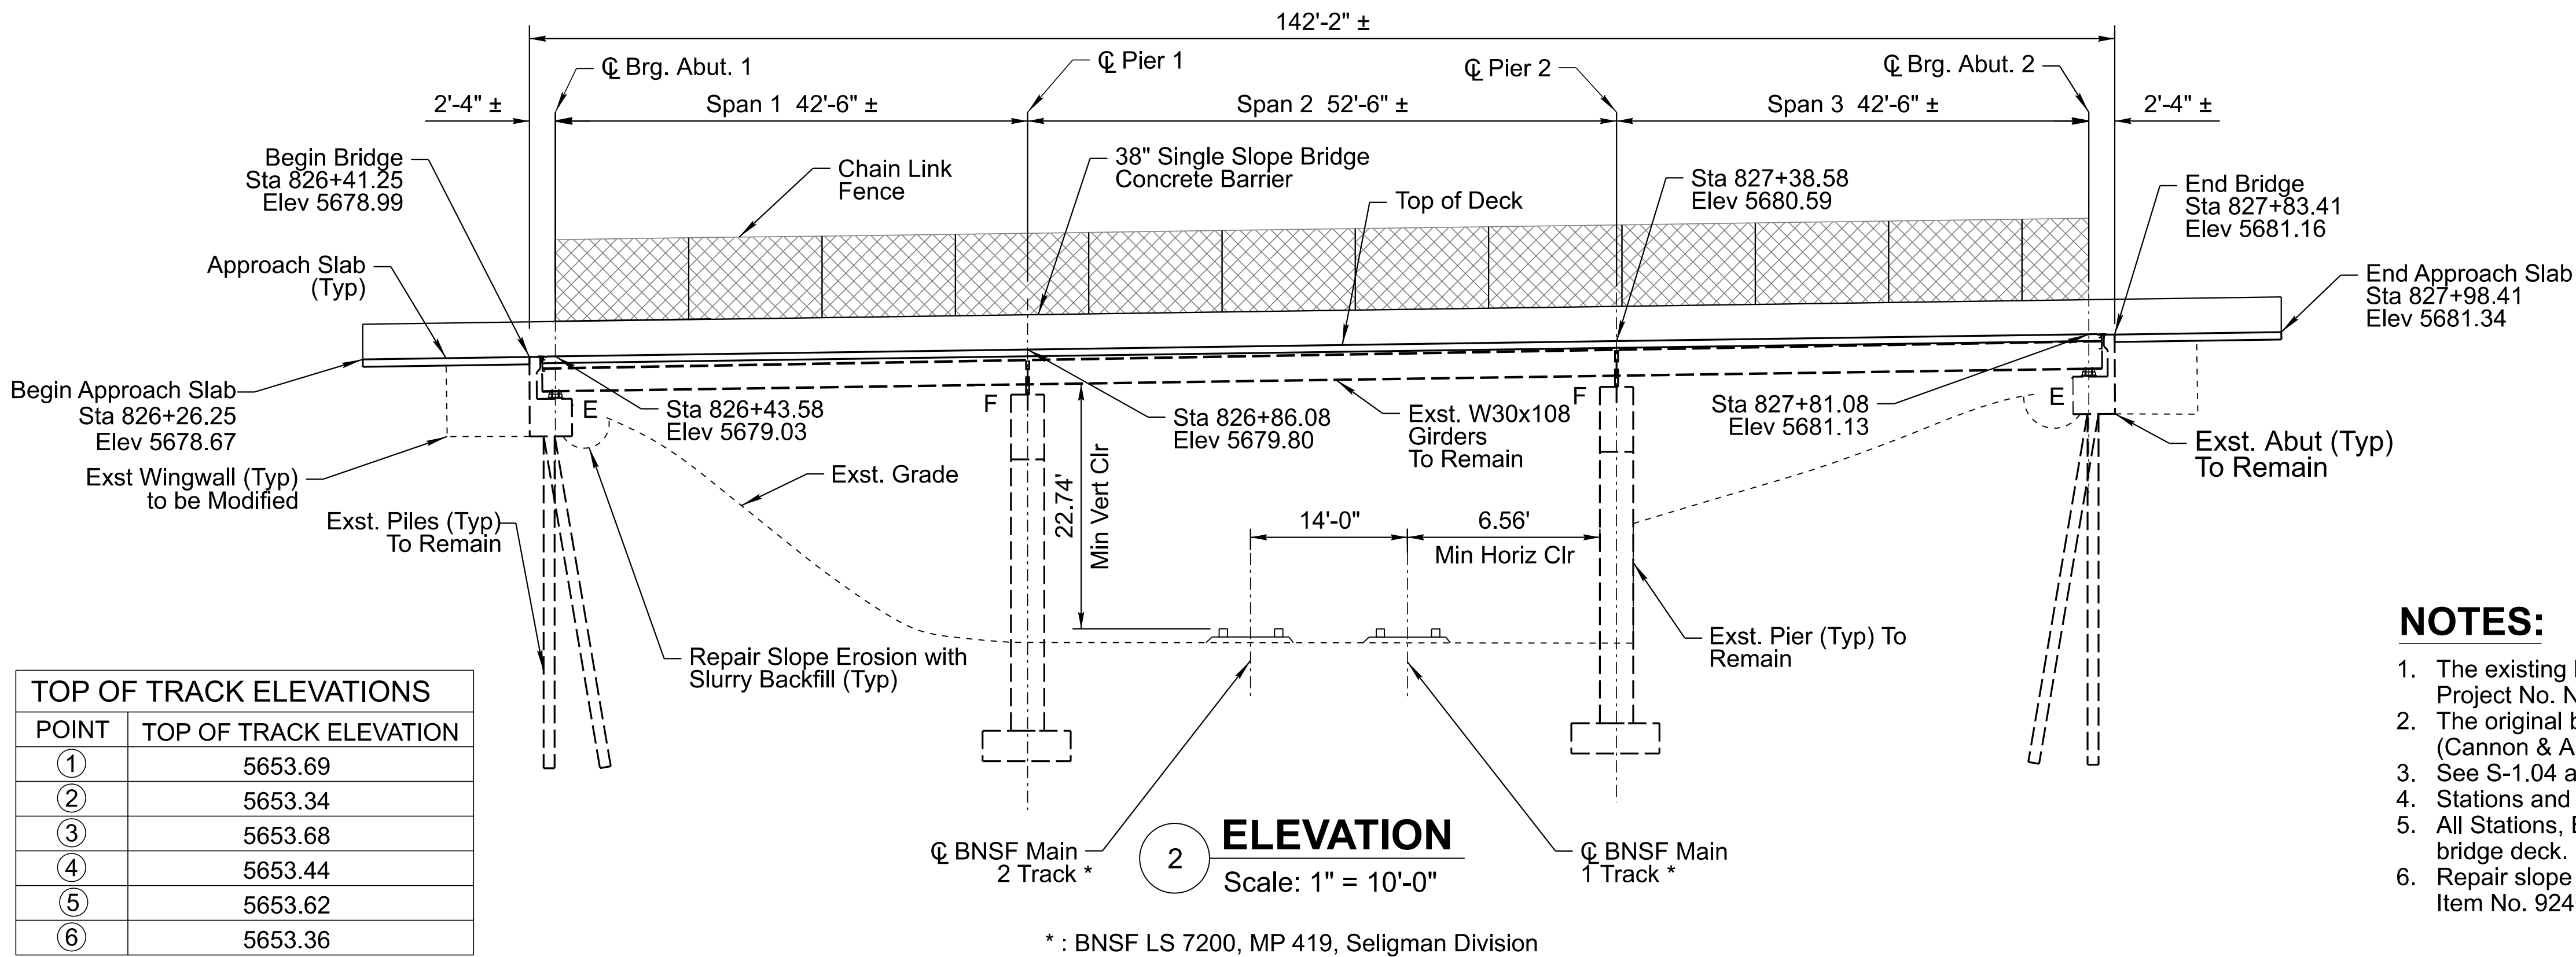 142'-2" ±
℄ Brg. Abut. 1
℄ Pier 1
℄ Pier 2
℄ Brg. Abut. 2
2'-4" ±
Span 1 42'-6" ±
Span 2 52'-6" ±
Span 3 42'-6" ±
2'-4" ±
Begin Bridge
Sta 826+41.25
Elev 5678.99
Chain Link
Fence
38" Single Slope Bridge
Concrete Barrier
Top of Deck
Sta 827+38.58
Elev 5680.59
End Bridge
Sta 827+83.41
Elev 5681.16
Approach Slab
(Typ)
End Approach Slab
Sta 827+98.41
Elev 5681.34
Begin Approach Slab
Sta 826+26.25
Elev 5678.67
E
Sta 826+43.58
Elev 5679.03
F
Sta 826+86.08
Elev 5679.80
Exst. W30x108
Girders
To Remain
F
Sta 827+81.08
Elev 5681.13
E
Exst. Abut (Typ)
To Remain
Exst Wingwall (Typ)
to be Modified
Exst. Grade
Exst. Piles (Typ)
To Remain
22.74'
Min Vert Clr
14'-0"
6.56'
Min Horiz Clr
Repair Slope Erosion with
Slurry Backfill (Typ)
Exst. Pier (Typ) To
Remain
℄ BNSF Main
2 Track *
℄ BNSF Main
1 Track *
2
ELEVATION
Scale: 1" = 10'-0"
* : BNSF LS 7200, MP 419, Seligman Division
TOP OF TRACK ELEVATIONS
POINT TOP OF TRACK ELEVATION
1 5653.69
2 5653.34
3 5653.68
4 5653.44
5 5653.62
6 5653.36
NOTES:
1. The existing
Project No.
2. The original
(Cannon &
3. See S-1.04
4. Stations and
5. All Stations,
bridge deck.
6. Repair slope
Item No. 924